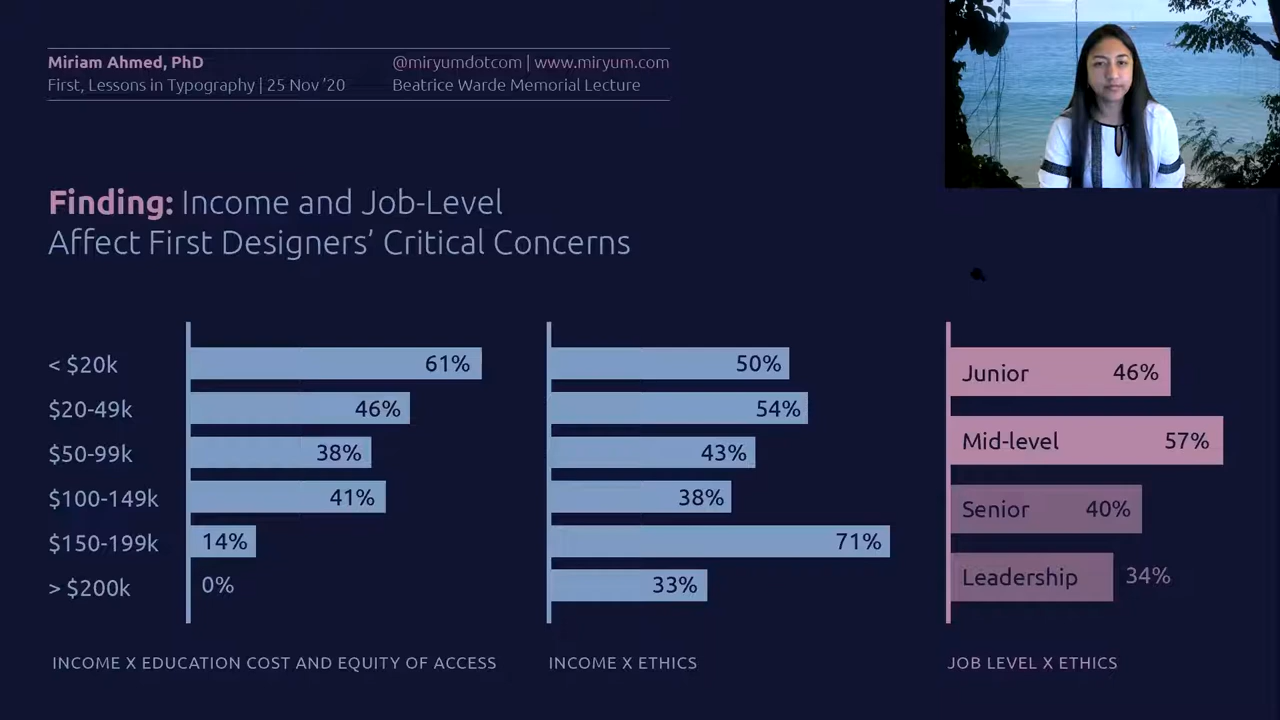 Miriam Ahmed, PhD
First, Lessons in Typography | 25 Nov ’20
@miryumdotcom | www.miryum.com
Beatrice Warde Memorial Lecture
Finding: Income and Job-Level
Affect First Designers’ Critical Concerns
< $20k
$20-49k
$50-99k
$100-149k
$150-199k
> $200k
61%
46%
38%
41%
14%
0%
INCOME X EDUCATION COST AND EQUITY OF ACCESS
50%
54%
43%
38%
71%
33%
INCOME X ETHICS
Junior 46%
Mid-level 57%
Senior 40%
Leadership 34%
JOB LEVEL X ETHICS